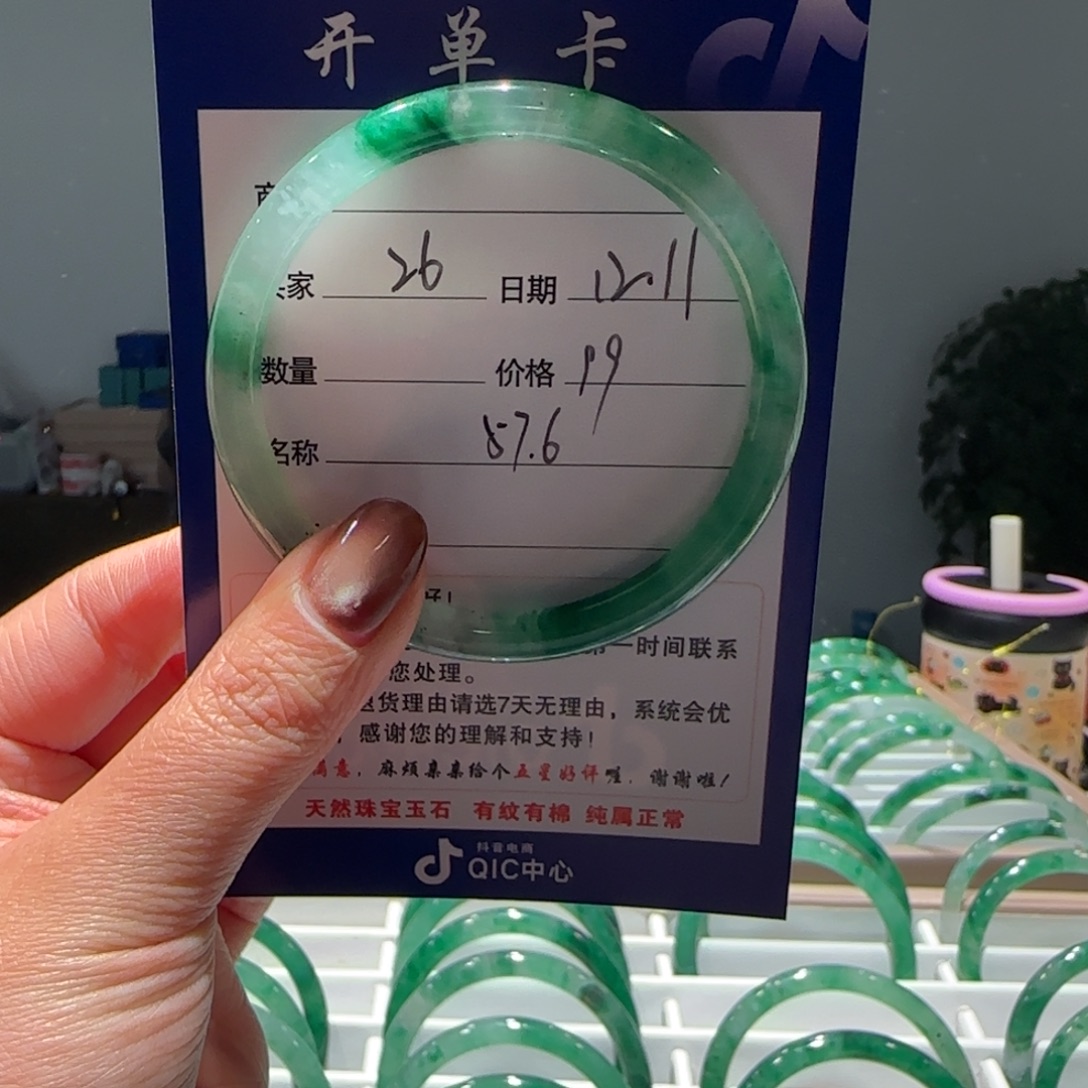 开单卡
家 26 日期 12.11
数量 价格 19
名称 57.6
一时间联系
您处理。
货理由请选7天无理由，系统会优
，感谢您的理解和支持！
意，麻烦亲亲给个五星好评喔，谢谢啦！
天然珠宝玉石 有纹有棉 纯属正常
抖音电商
QIC中心